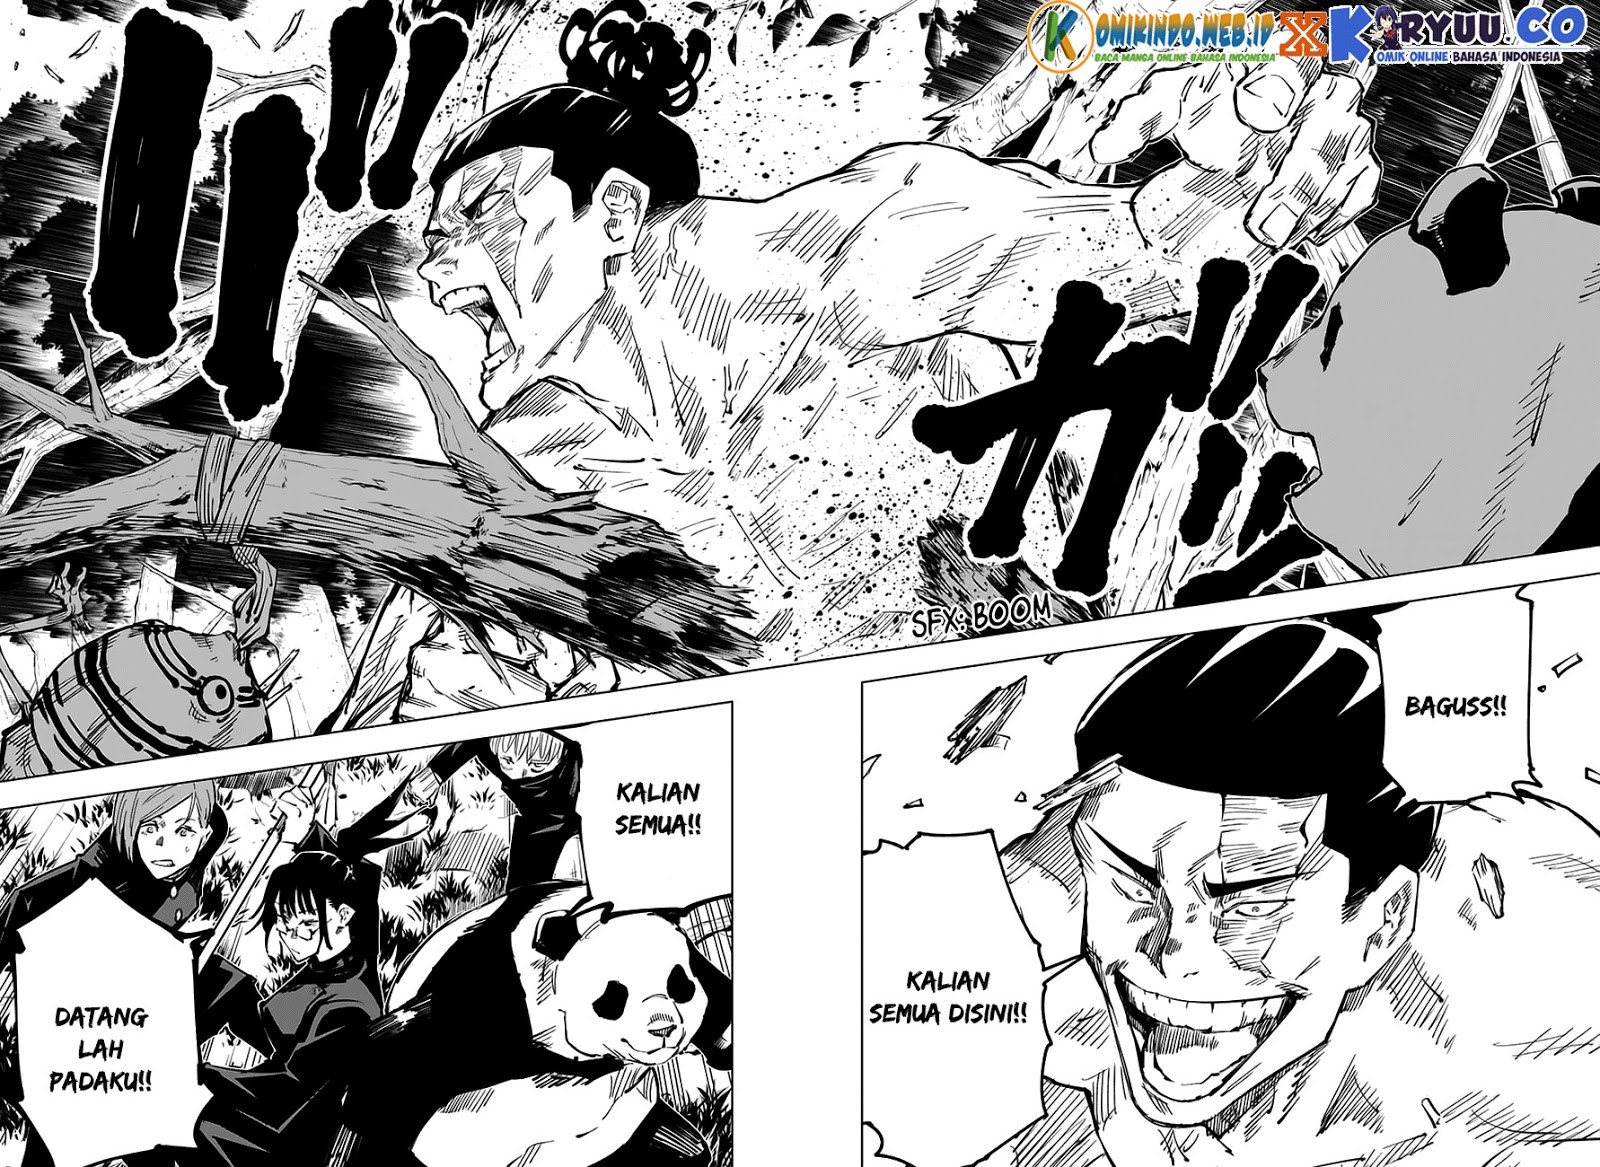 KOMIKINDO.WEB.ID X KIRYUU.CO
BACA MANGA ONLINE BAHASA INDONESIA
KOMIK ONLINE BAHASA INDONESIA
SFX: BOOM
BAGUSS!!
KALIAN
SEMUA DISINI!!
KALIAN
SEMUA!!
DATANG
LAH
PADAKU!!